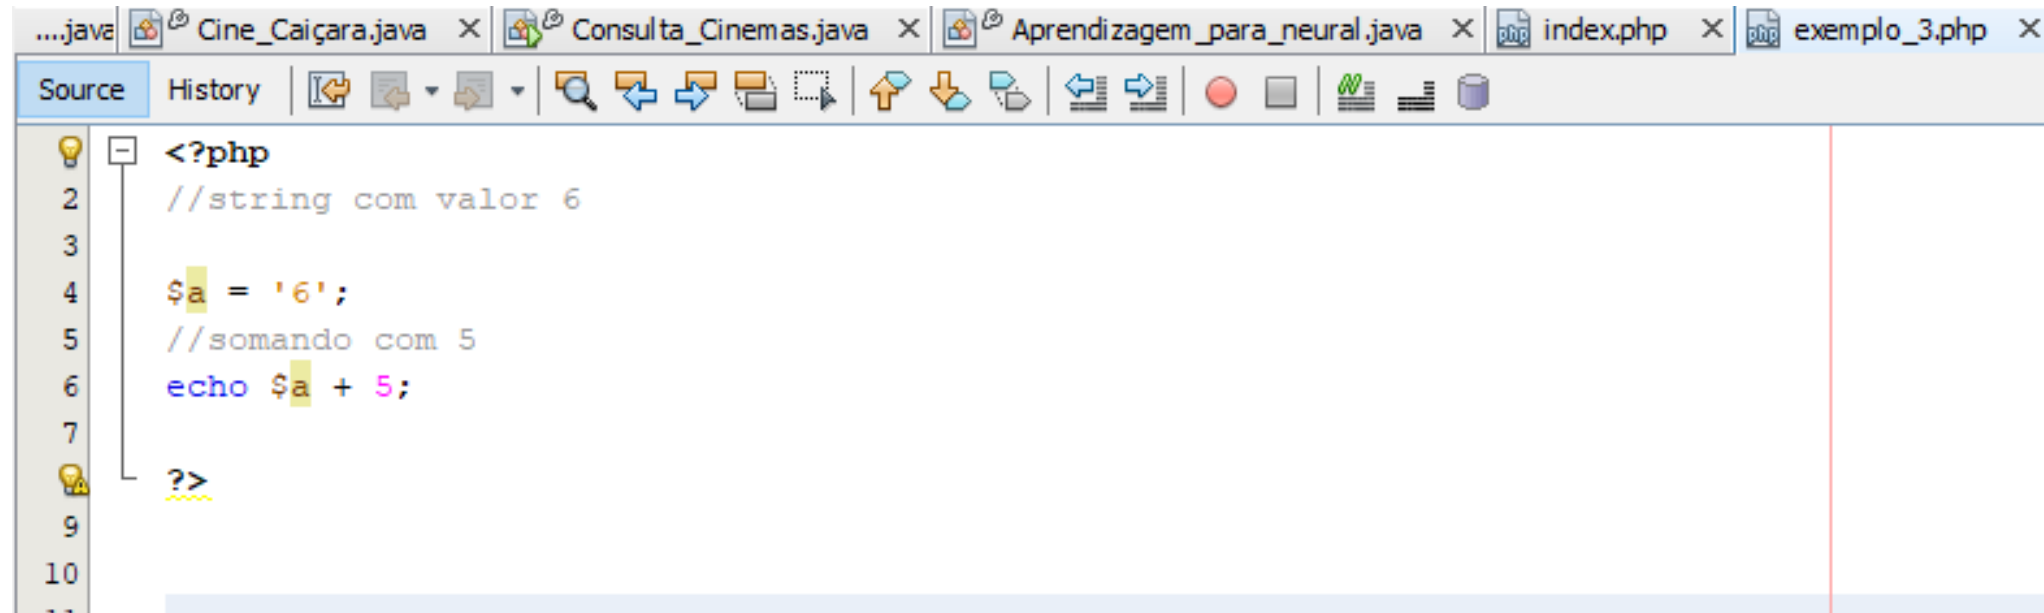 ....java Cine_Caiçara.java Consulta_Cinemas.java Aprendizagem_para_neural.java index.php exemplo_3.php
Source History
<?php
2 //string com valor 6
3
4 $a = '6';
5 //somando com 5
6 echo $a + 5;
7
?>
9
10